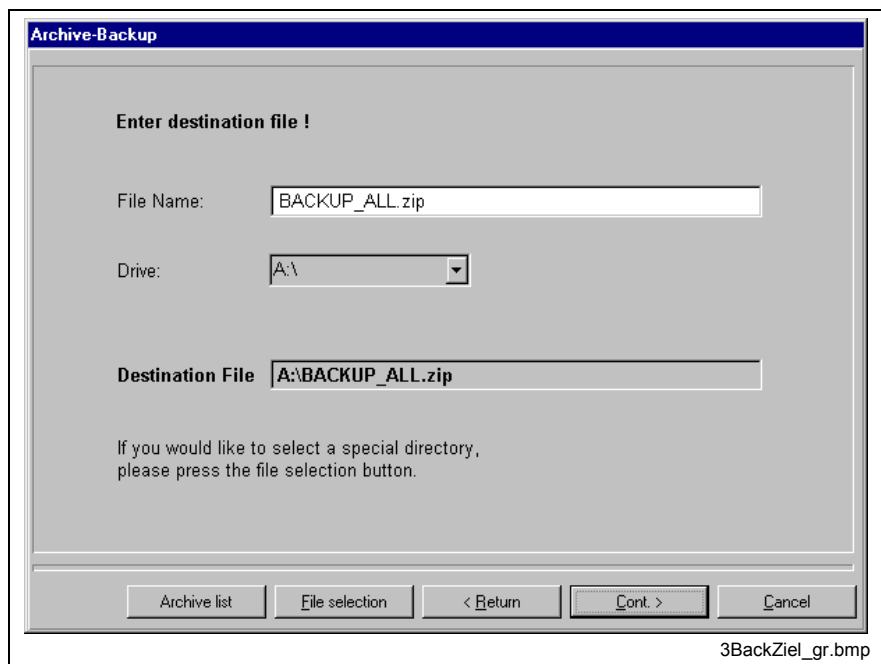 Archive-Backup
Enter destination file !
File Name: BACKUP_ALL.zip
Drive: A:\
Destination File A:\BACKUP_ALL.zip
If you would like to select a special directory,
please press the file selection button.
Archive list File selection < Return Cont. > Cancel
3BackZiel_gr.bmp